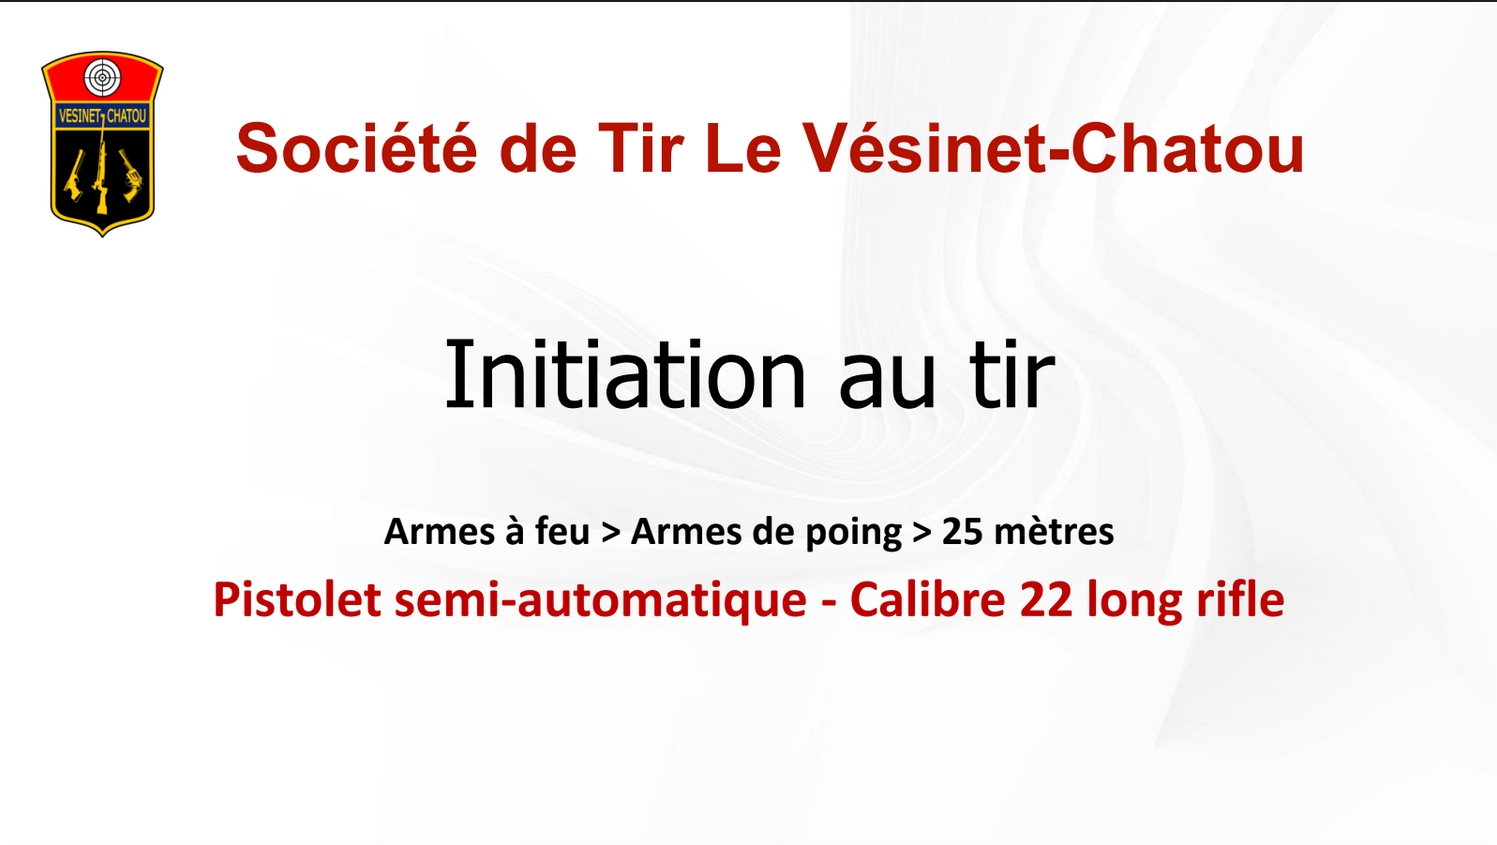 VESINET-CHATOU
Société de Tir Le Vésinet-Chatou
Initiation au tir
Armes à feu > Armes de poing > 25 mètres
Pistolet semi-automatique - Calibre 22 long rifle